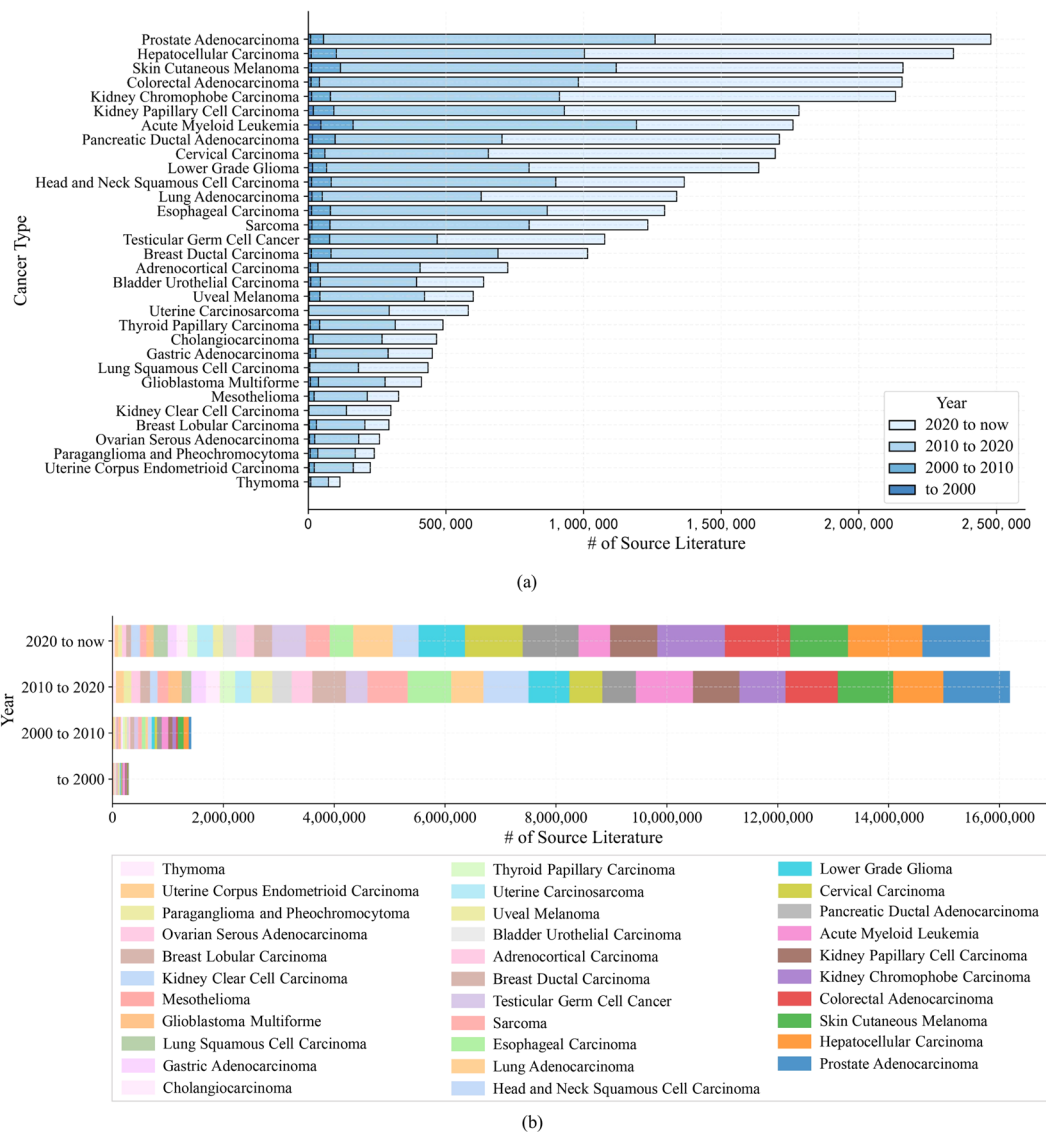 Prostate Adenocarcinoma
Hepatocellular Carcinoma
Skin Cutaneous Melanoma
Colorectal Adenocarcinoma
Kidney Chromophobe Carcinoma
Kidney Papillary Cell Carcinoma
Acute Myeloid Leukemia
Pancreatic Ductal Adenocarcinoma
Cervical Carcinoma
Lower Grade Glioma
Head and Neck Squamous Cell Carcinoma
Lung Adenocarcinoma
Esophageal Carcinoma
Sarcoma
Testicular Germ Cell Cancer
Breast Ductal Carcinoma
Adrenocortical Carcinoma
Bladder Urothelial Carcinoma
Uveal Melanoma
Uterine Carcinosarcoma
Thyroid Papillary Carcinoma
Cholangiocarcinoma
Gastric Adenocarcinoma
Lung Squamous Cell Carcinoma
Glioblastoma Multiforme
Mesothelioma
Kidney Clear Cell Carcinoma
Breast Lobular Carcinoma
Ovarian Serous Adenocarcinoma
Paraganglioma and Pheochromocytoma
Uterine Corpus Endometrioid Carcinoma
Thymoma
Cancer Type
Year
2020 to now
2010 to 2020
2000 to 2010
to 2000
0 500,000 1,000,000 1,500,000 2,000,000 2,500,000
# of Source Literature
(a)
2020 to now
2010 to 2020
2000 to 2010
to 2000
Year
0 2,000,000 4,000,000 6,000,000 8,000,000 10,000,000 12,000,000 14,000,000 16,000,000
# of Source Literature
Thymoma
Uterine Corpus Endometrioid Carcinoma
Paraganglioma and Pheochromocytoma
Ovarian Serous Adenocarcinoma
Breast Lobular Carcinoma
Kidney Clear Cell Carcinoma
Mesothelioma
Glioblastoma Multiforme
Lung Squamous Cell Carcinoma
Gastric Adenocarcinoma
Cholangiocarcinoma
Thyroid Papillary Carcinoma
Uterine Carcinosarcoma
Uveal Melanoma
Bladder Urothelial Carcinoma
Adrenocortical Carcinoma
Breast Ductal Carcinoma
Testicular Germ Cell Cancer
Sarcoma
Esophageal Carcinoma
Lung Adenocarcinoma
Head and Neck Squamous Cell Carcinoma
Lower Grade Glioma
Cervical Carcinoma
Pancreatic Ductal Adenocarcinoma
Acute Myeloid Leukemia
Kidney Papillary Cell Carcinoma
Kidney Chromophobe Carcinoma
Colorectal Adenocarcinoma
Skin Cutaneous Melanoma
Hepatocellular Carcinoma
Prostate Adenocarcinoma
(b)